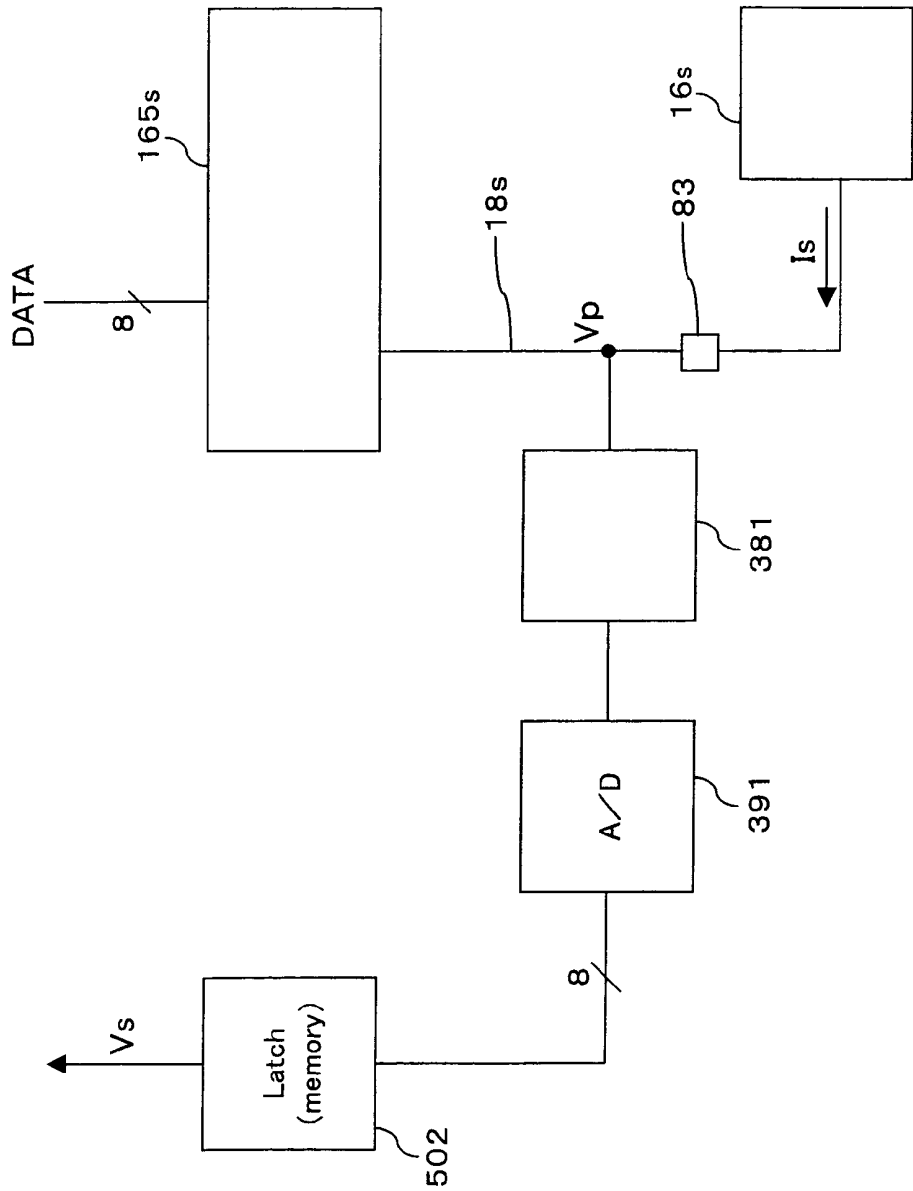 DATA
8
165s
18s
Vp
83
Is
16s
381
A/D
391
8
Latch
(memory)
502
Vs